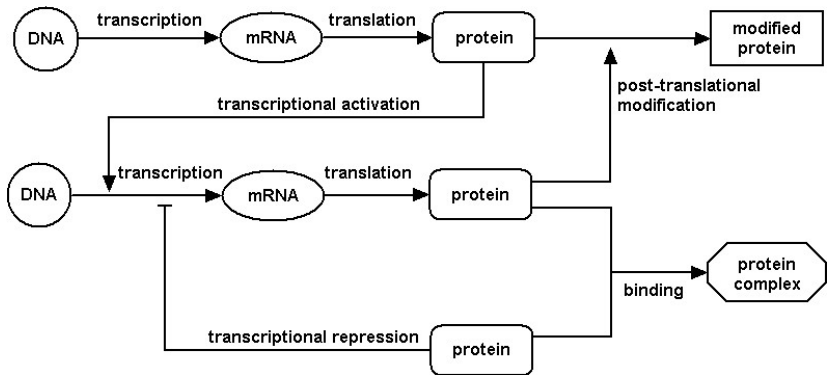 DNA
transcription
mRNA
translation
protein
modified
protein
post-translational
modification
transcriptional activation
DNA
transcription
mRNA
translation
protein
protein
complex
binding
transcriptional repression
protein